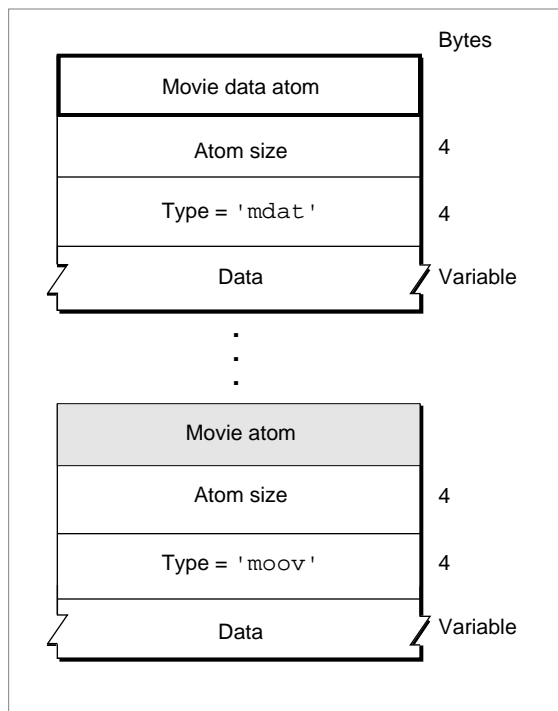 Bytes
Movie data atom
Atom size 4
Type = 'mdat' 4
Data Variable
Movie atom
Atom size 4
Type = 'moov' 4
Data Variable